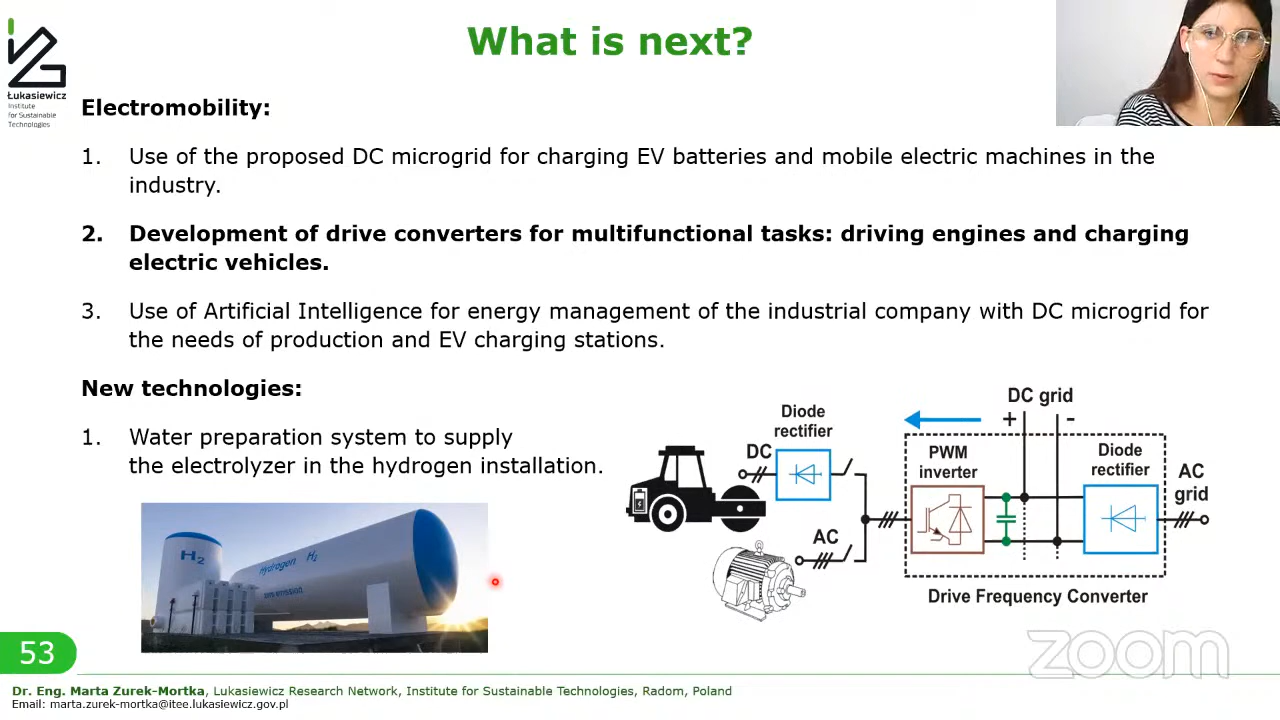 What is next?
Łukasiewicz
Institute
for Sustainable
Technologies
Electromobility:
1. Use of the proposed DC microgrid for charging EV batteries and mobile electric machines in the
industry.
2. Development of drive converters for multifunctional tasks: driving engines and charging
electric vehicles.
3. Use of Artificial Intelligence for energy management of the industrial company with DC microgrid for
the needs of production and EV charging stations.
New technologies:
1. Water preparation system to supply
the electrolyzer in the hydrogen installation.
H2
Hydrogen H2
zero emission
DC
Diode
rectifier
AC
DC grid
+ -
PWM
inverter
Diode
rectifier
AC
grid
Drive Frequency Converter
zoom
53
Dr. Eng. Marta Zurek-Mortka, Lukasiewicz Research Network, Institute for Sustainable Technologies, Radom, Poland
Email: marta.zurek-mortka@itee.lukasiewicz.gov.pl